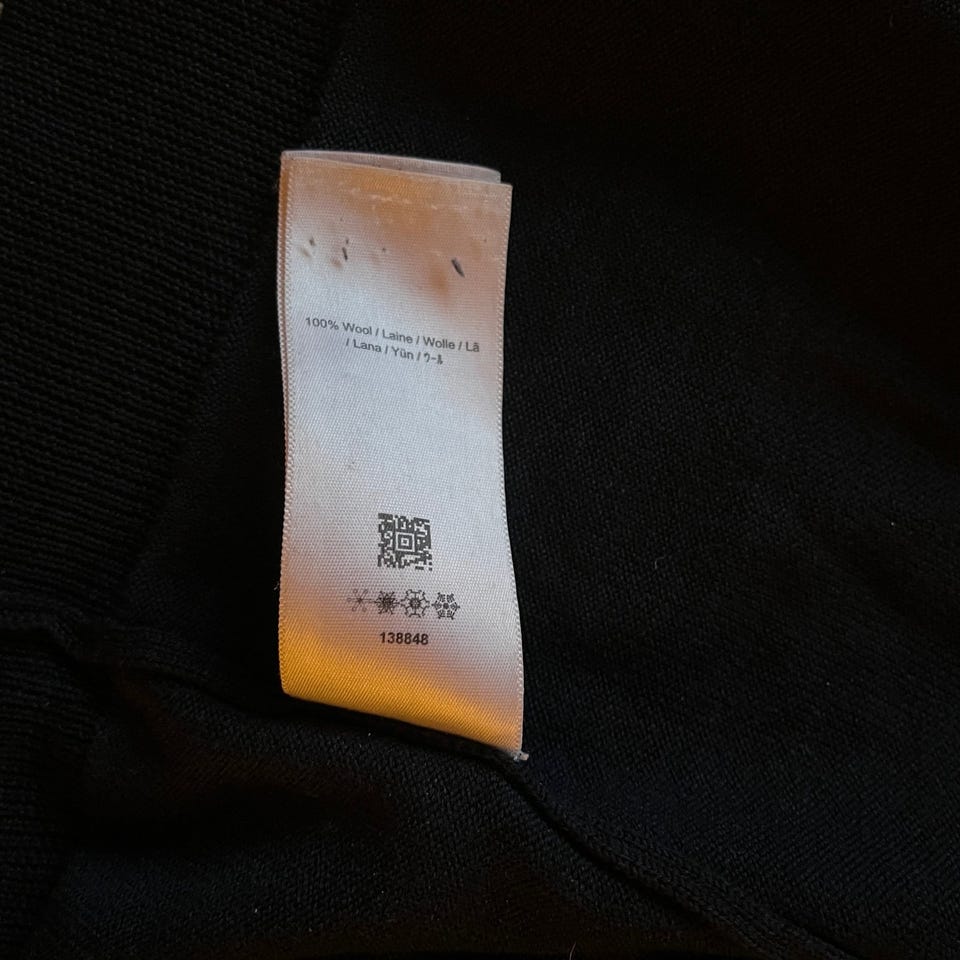 100% Wool / Laine / Wolle / Lã
/ Lana / Yün / ウール
138848